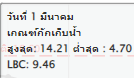 วันที่ 1 มีนาคม
เกณฑ์กักเก็บน้ำ
สูงสุด: 14.21 ต่ำสุด : 4.70
LBC: 9.46